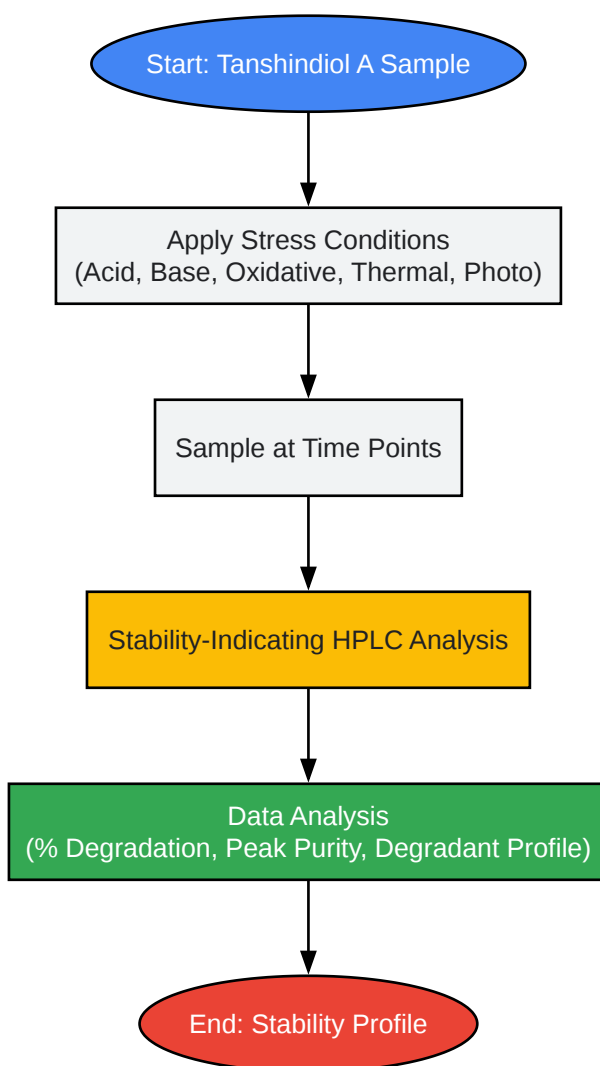 Start: Tanshindiol A Sample
Apply Stress Conditions
(Acid, Base, Oxidative, Thermal, Photo)
Sample at Time Points
Stability-Indicating HPLC Analysis
Data Analysis
(% Degradation, Peak Purity, Degradant Profile)
End: Stability Profile